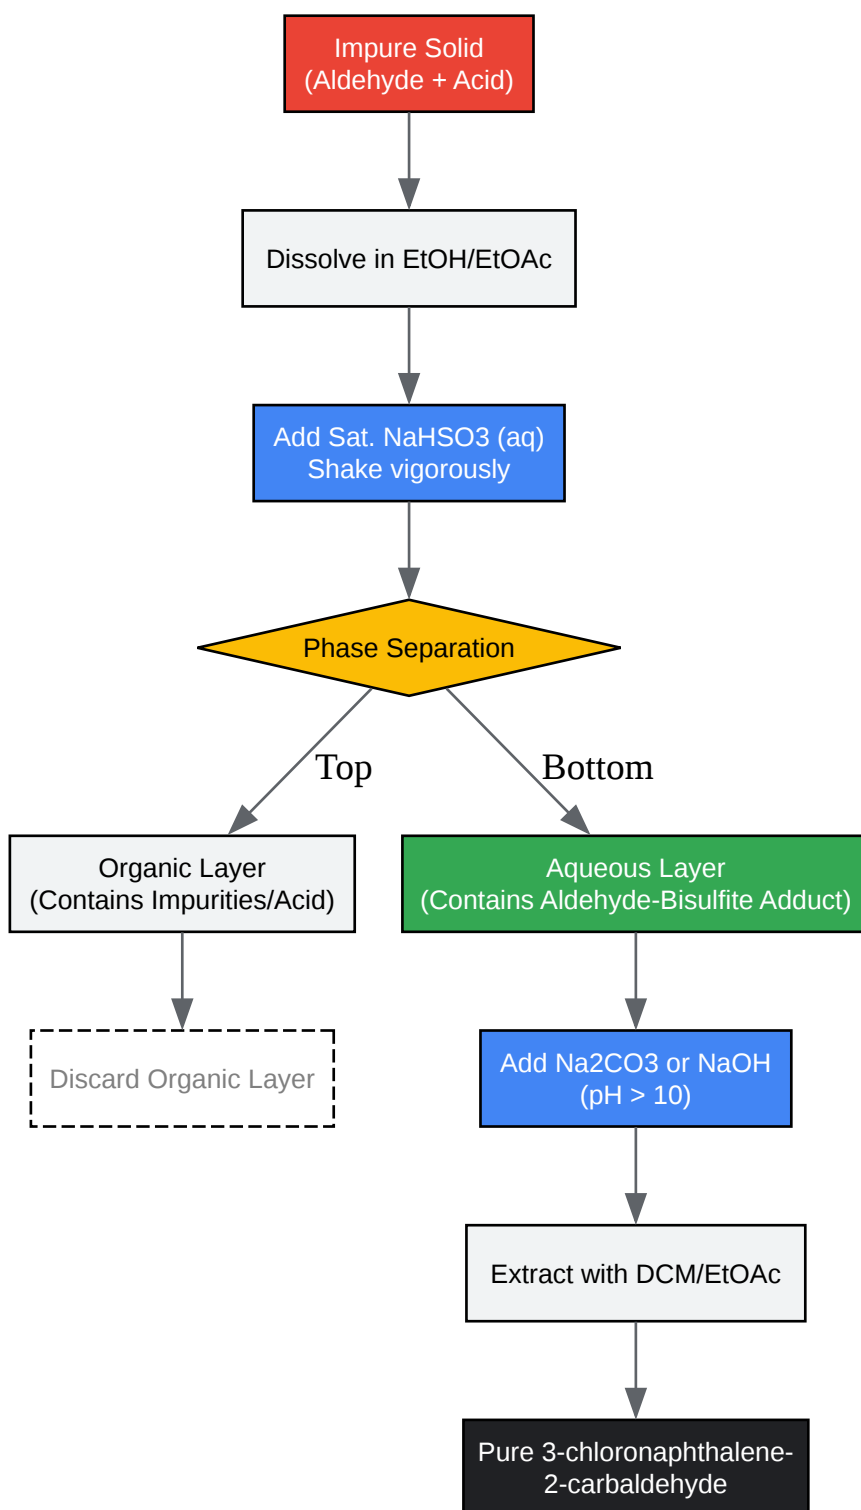 Impure Solid
(Aldehyde + Acid)
Dissolve in EtOH/EtOAc
Add Sat. NaHSO3 (aq)
Shake vigorously
Phase Separation
Top
Bottom
Organic Layer
(Contains Impurities/Acid)
Aqueous Layer
(Contains Aldehyde-Bisulfite Adduct)
Discard Organic Layer
Add Na2CO3 or NaOH
(pH > 10)
Extract with DCM/EtOAc
Pure 3-chloronaphthalene-
2-carbaldehyde